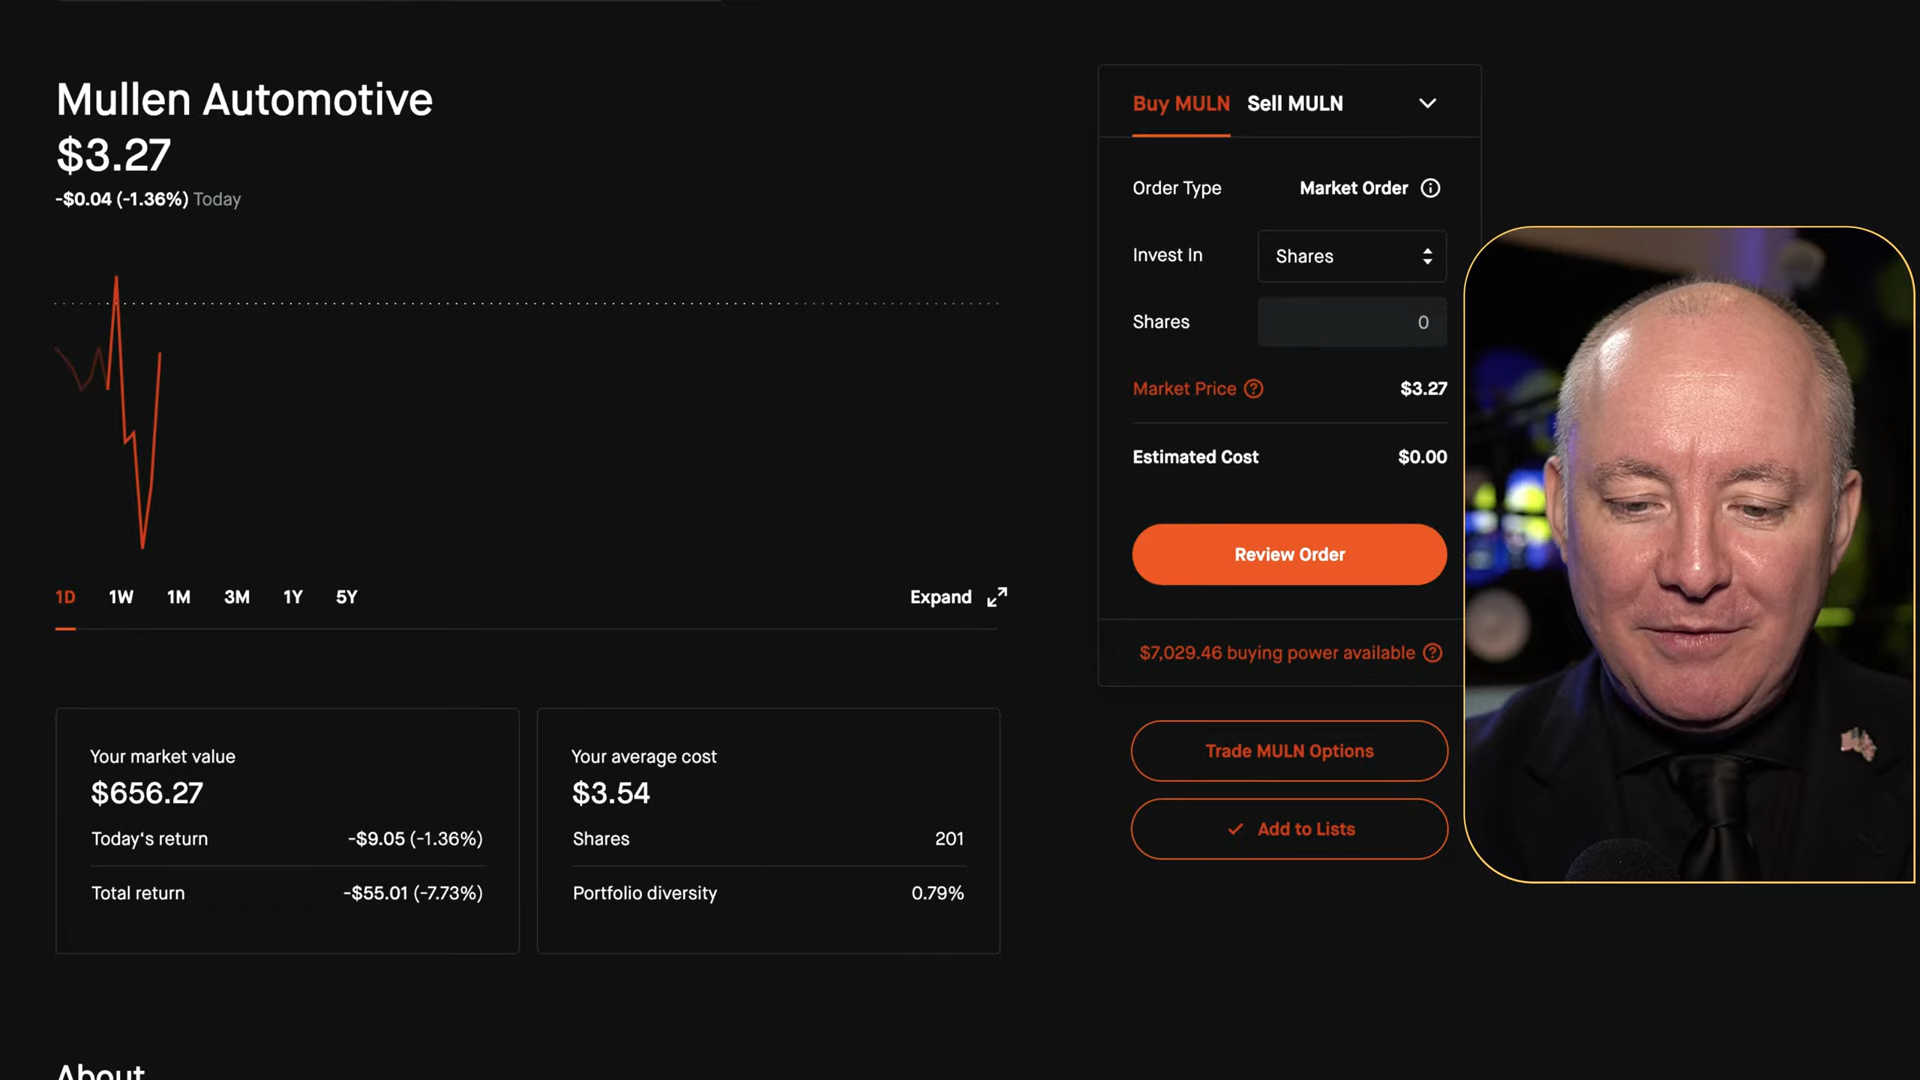 Mullen Automotive
$3.27
-$0.04 (-1.36%) Today
1D 1W 1M 3M 1Y 5Y
Expand
Your market value
$656.27
Today's return -$9.05 (-1.36%)
Total return -$55.01 (-7.73%)
Your average cost
$3.54
Shares 201
Portfolio diversity 0.79%
About
Buy MULN Sell MULN
Order Type Market Order
Invest In Shares
Shares 0
Market Price $3.27
Estimated Cost $0.00
Review Order
$7,029.46 buying power available
Trade MULN Options
Add to Lists